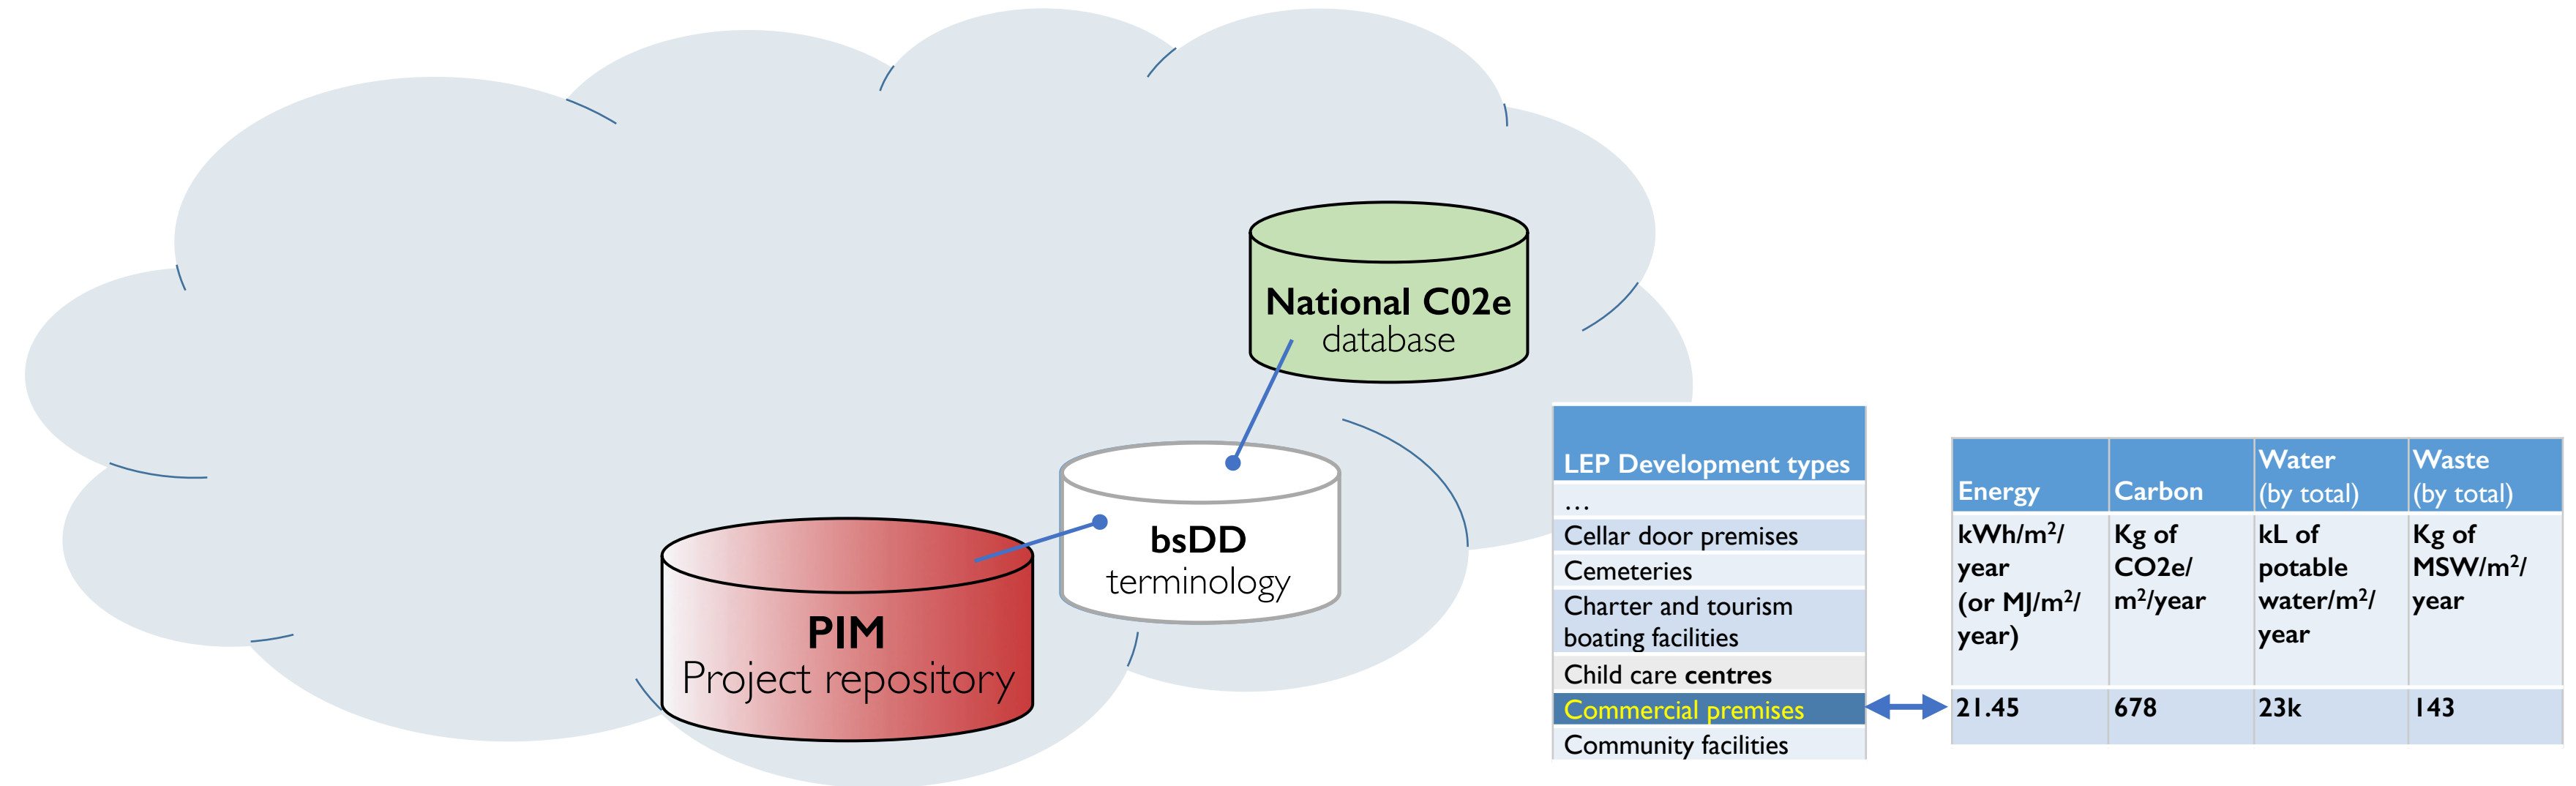 National C02e
database
bsDD
terminology
PIM
Project repository
LEP Development types
...
Cellar door premises
Cemeteries
Charter and tourism
boating facilities
Child care centres
Commercial premises
Community facilities
Energy
Carbon
Water
(by total)
Waste
(by total)
kWh/m²/
year
(or MJ/m²/
year)
Kg of
CO2e/
m²/year
kL of
potable
water/m²/
year
Kg of
MSW/m²/
year
21.45
678
23k
143